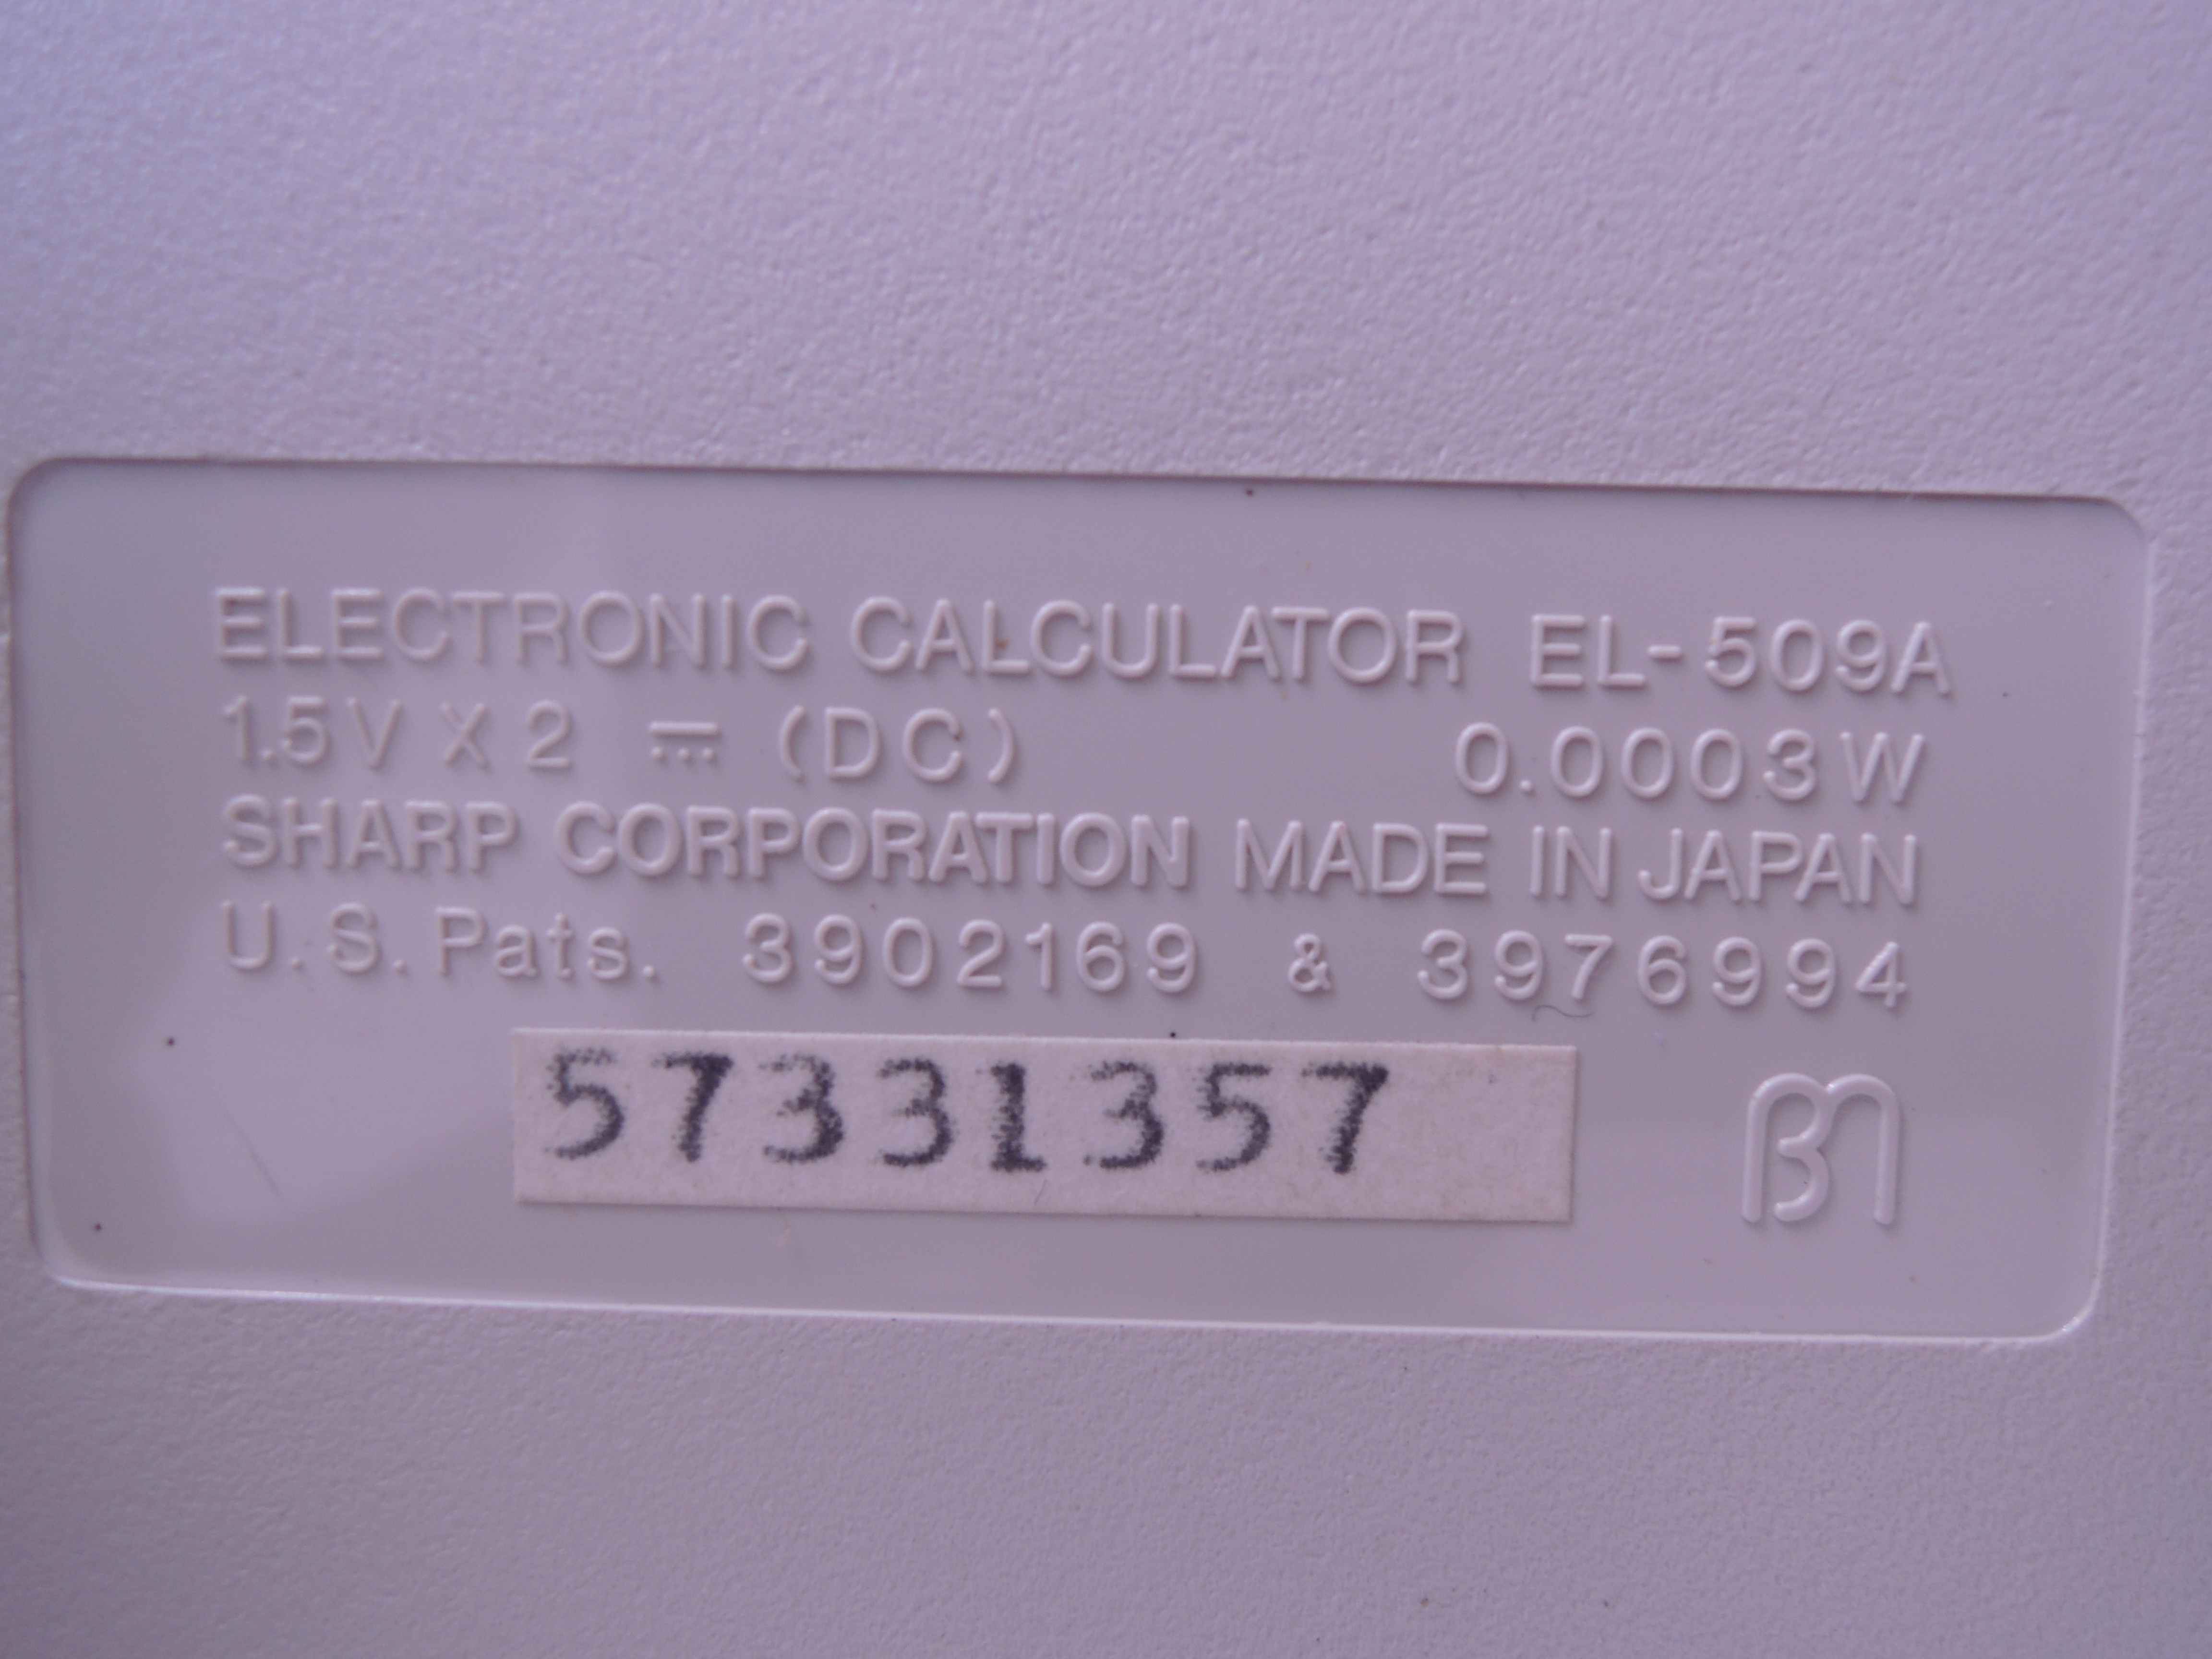 ELECTRONIC CALCULATOR EL-509A
1.5V X 2 ⎓ (DC) 0.0003W
SHARP CORPORATION MADE IN JAPAN
U.S. Pats. 3902169 & 3976994
57331357